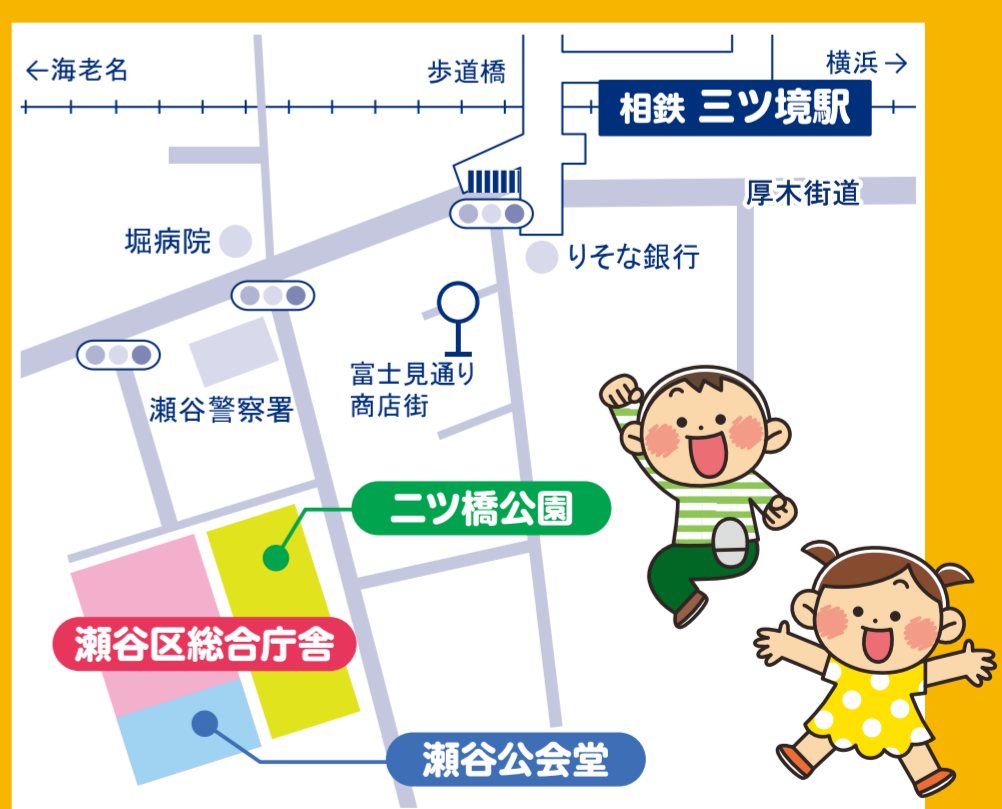 ←海老名
歩道橋
横浜→
相鉄 三ツ境駅
厚木街道
堀病院
りそな銀行
富士見通り
商店街
瀬谷警察署
二ツ橋公園
瀬谷区総合庁舎
瀬谷公会堂